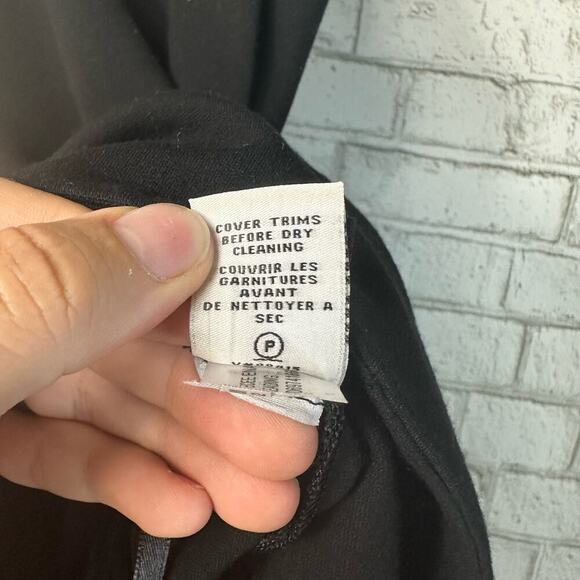 COVER TRIMS
BEFORE DRY
CLEANING
COUVRIR LES
GARNITURES
AVANT
DE NETTOYER A
SEC
P